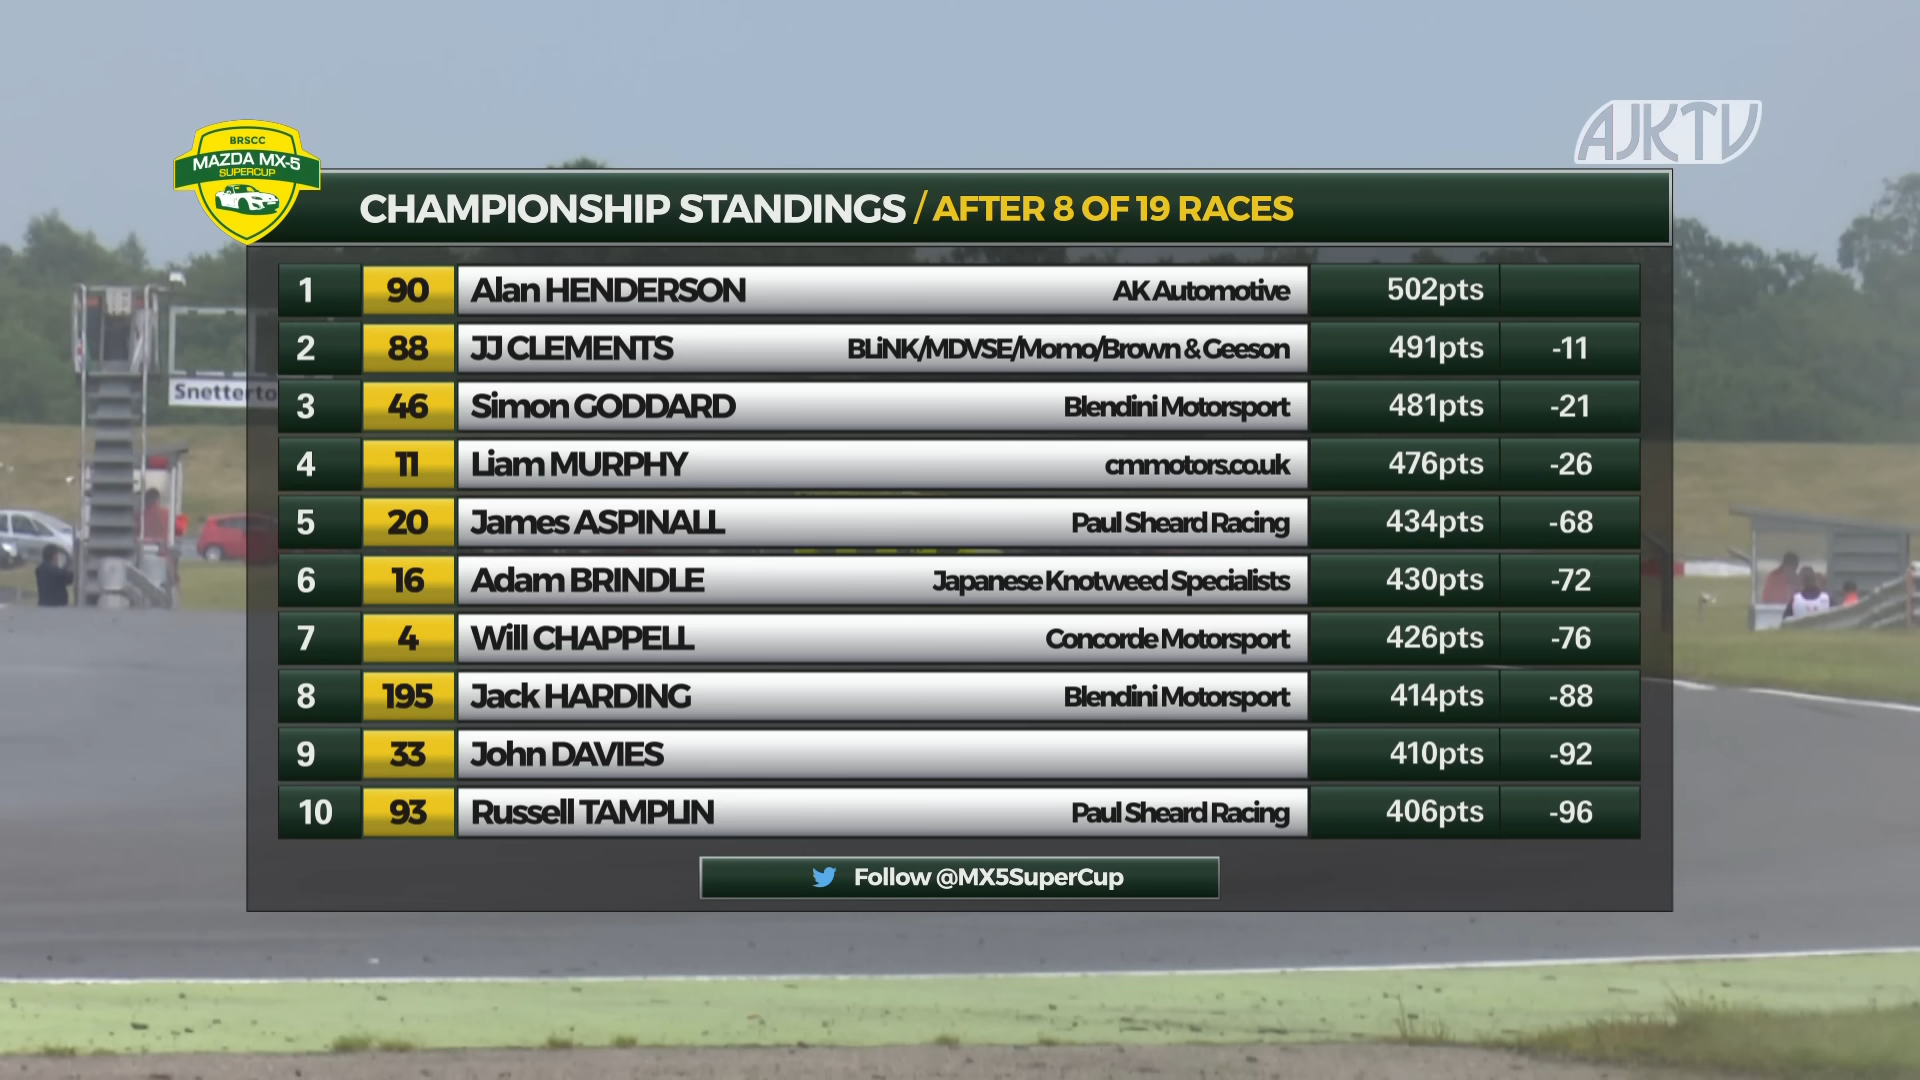 AJKTV
BRSCC
MAZDA MX-5
SUPERCUP
CHAMPIONSHIP STANDINGS / AFTER 8 OF 19 RACES
1 90 Alan HENDERSON AK Automotive 502pts
2 88 JJ CLEMENTS BLiNK/MDVSE/Momo/Brown & Geeson 491pts -11
3 46 Simon GODDARD Blendini Motorsport 481pts -21
4 11 Liam MURPHY cmmotors.co.uk 476pts -26
5 20 James ASPINALL Paul Sheard Racing 434pts -68
6 16 Adam BRINDLE Japanese Knotweed Specialists 430pts -72
7 4 Will CHAPPELL Concorde Motorsport 426pts -76
8 195 Jack HARDING Blendini Motorsport 414pts -88
9 33 John DAVIES 410pts -92
10 93 Russell TAMPLIN Paul Sheard Racing 406pts -96
Snetterto
Follow @MX5SuperCup